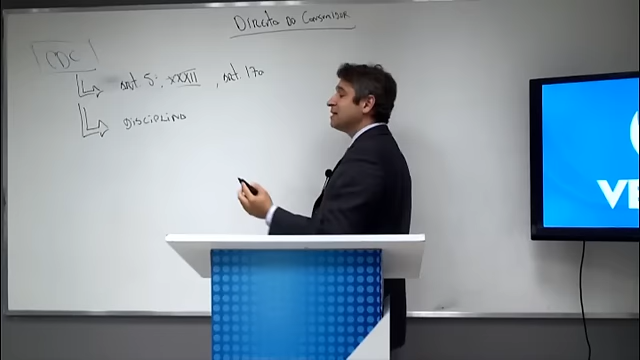 Direito do Consumidor
CDC
art 5º, XXXII, art. 170
Disciplina
VE